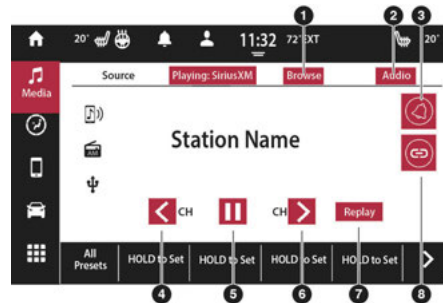 1 2 3
20° 11:32 72°EXT 20°
Media
Source Playing: SiriusXM Browse Audio
AM
Station Name
CH CH Replay
All Presets HOLD to Set HOLD to Set HOLD to Set HOLD to Set
4 5 6 7 8